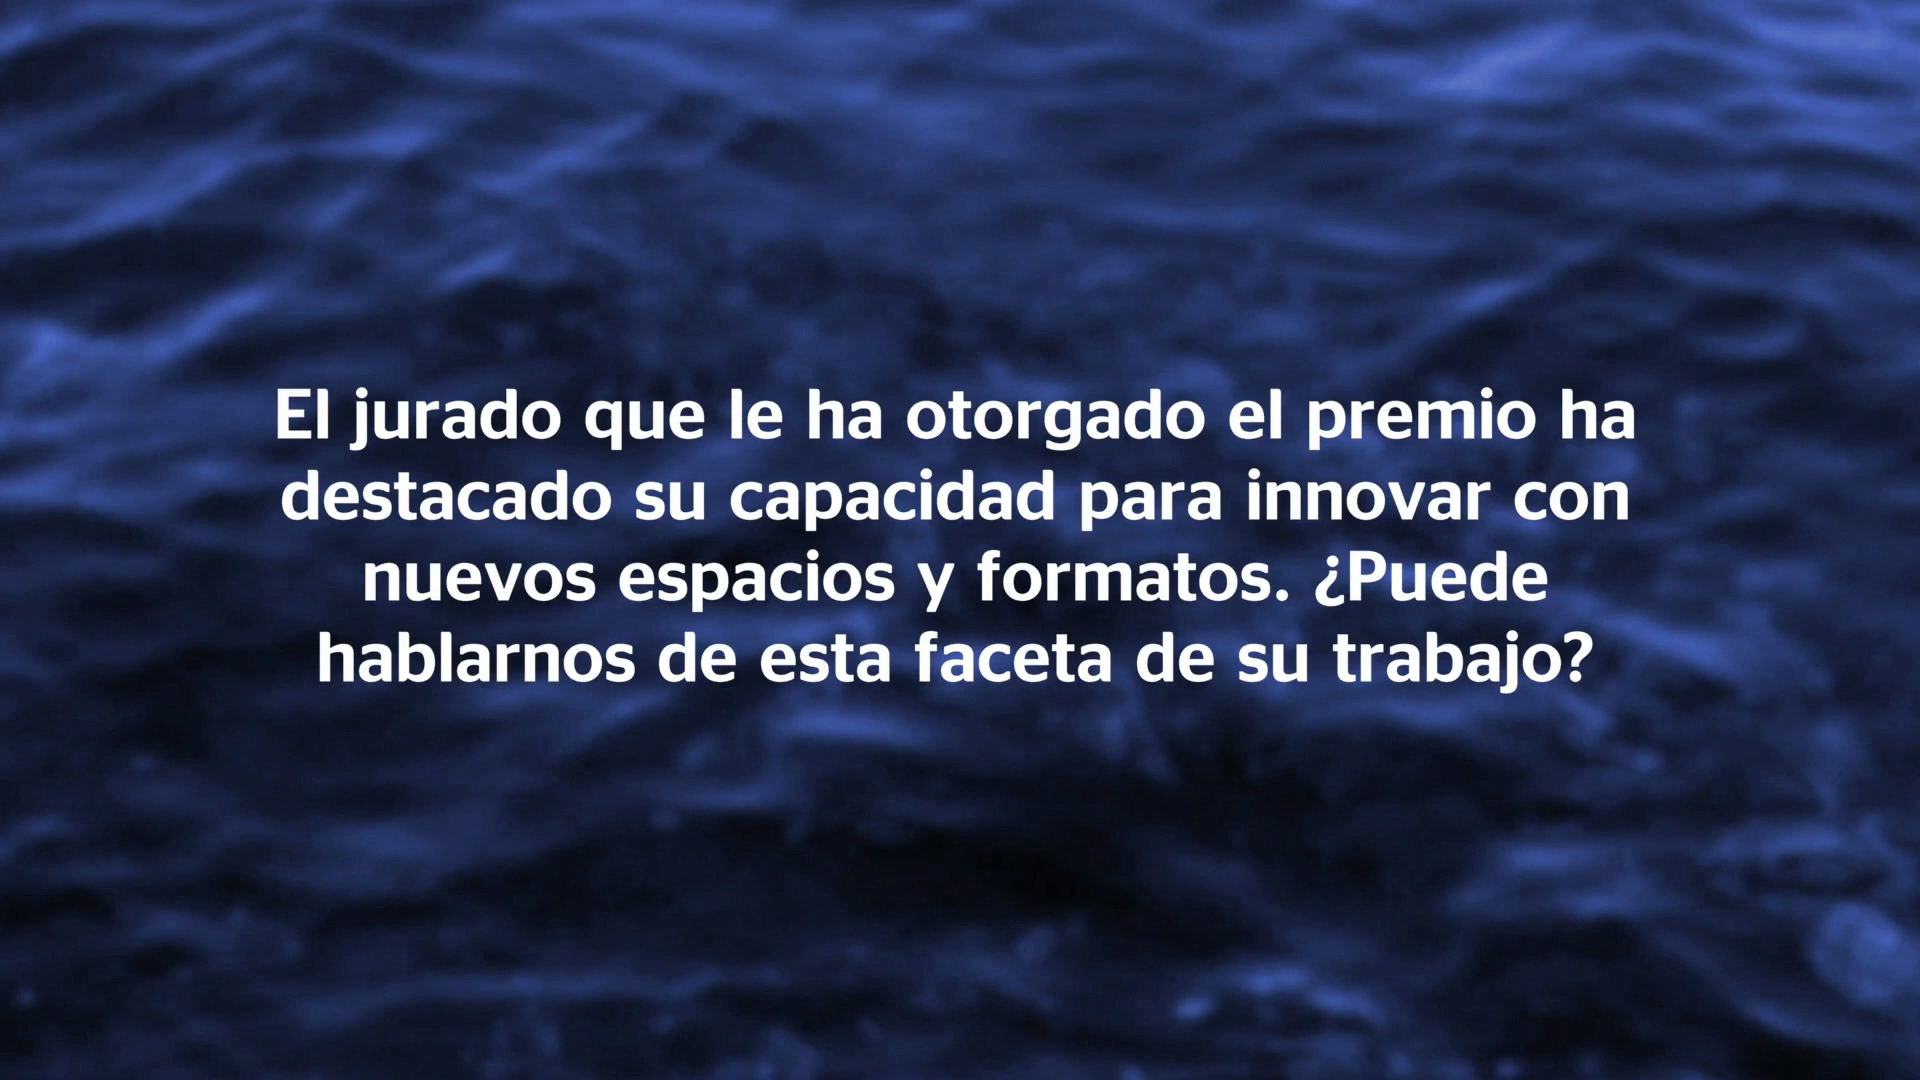 El jurado que le ha otorgado el premio ha
destacado su capacidad para innovar con
nuevos espacios y formatos. ¿Puede
hablarnos de esta faceta de su trabajo?